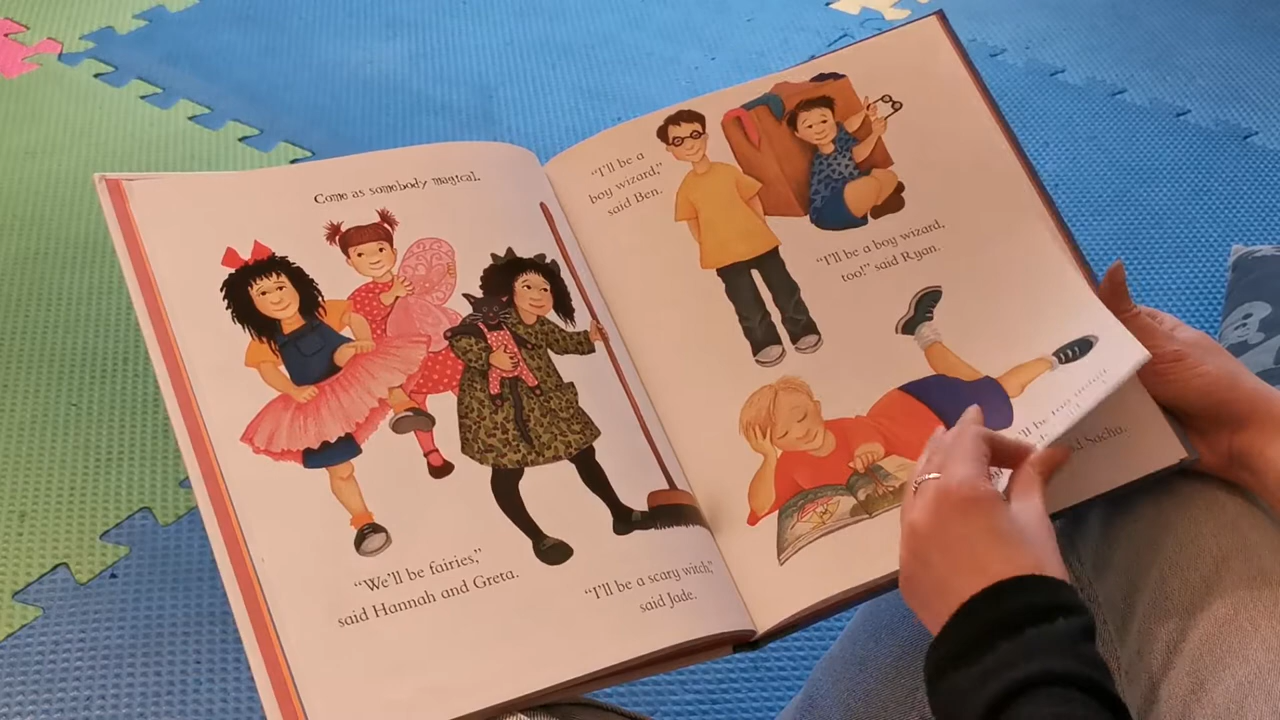 Come as somebody magical.
"We'll be fairies,"
said Hannah and Greta.
"I'll be a scary witch,"
said Jade.
"I'll be a
boy wizard,"
said Ben.
"I'll be a boy wizard,
too!" said Ryan.
Sacha.